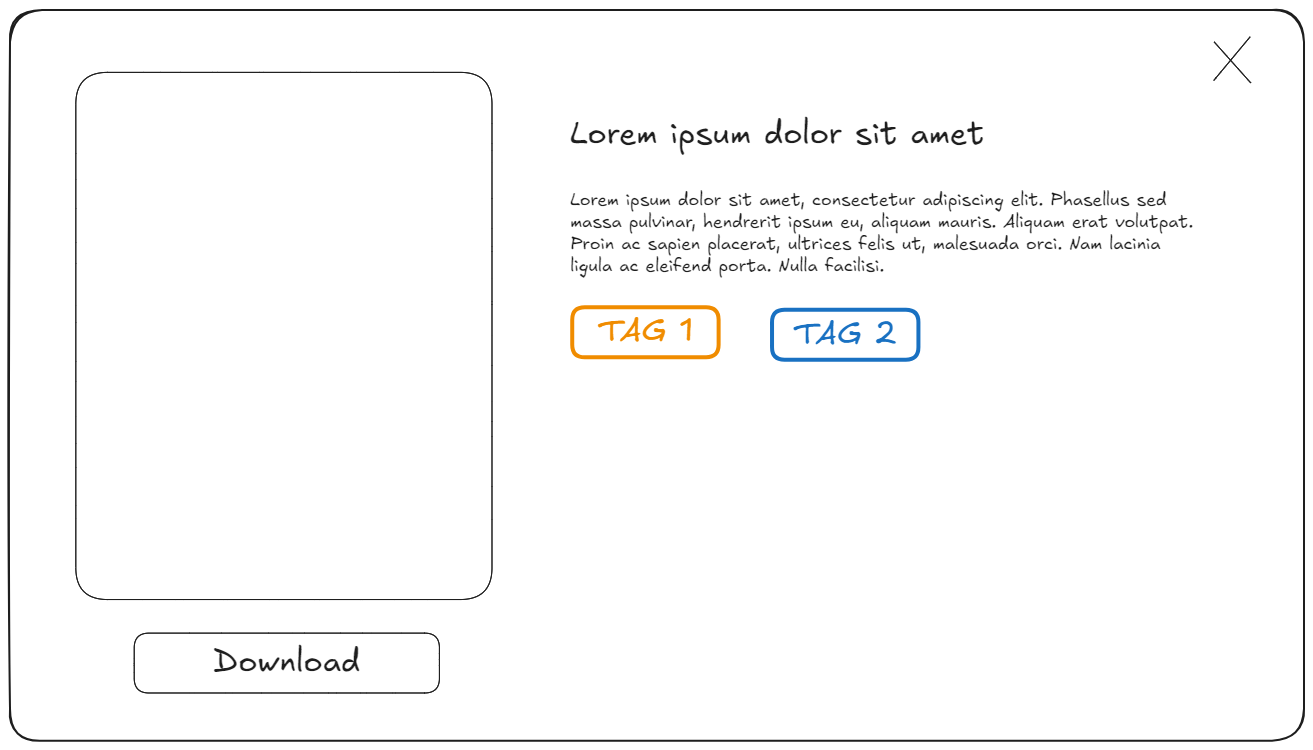 Lorem ipsum dolor sit amet
Lorem ipsum dolor sit amet, consectetur adipiscing elit. Phasellus sed
massa pulvinar, hendrerit ipsum eu, aliquam mauris. Aliquam erat volutpat.
Proin ac sapien placerat, ultrices felis ut, malesuada orci. Nam lacinia
ligula ac eleifend porta. Nulla facilisi.
TAG 1
TAG 2
Download